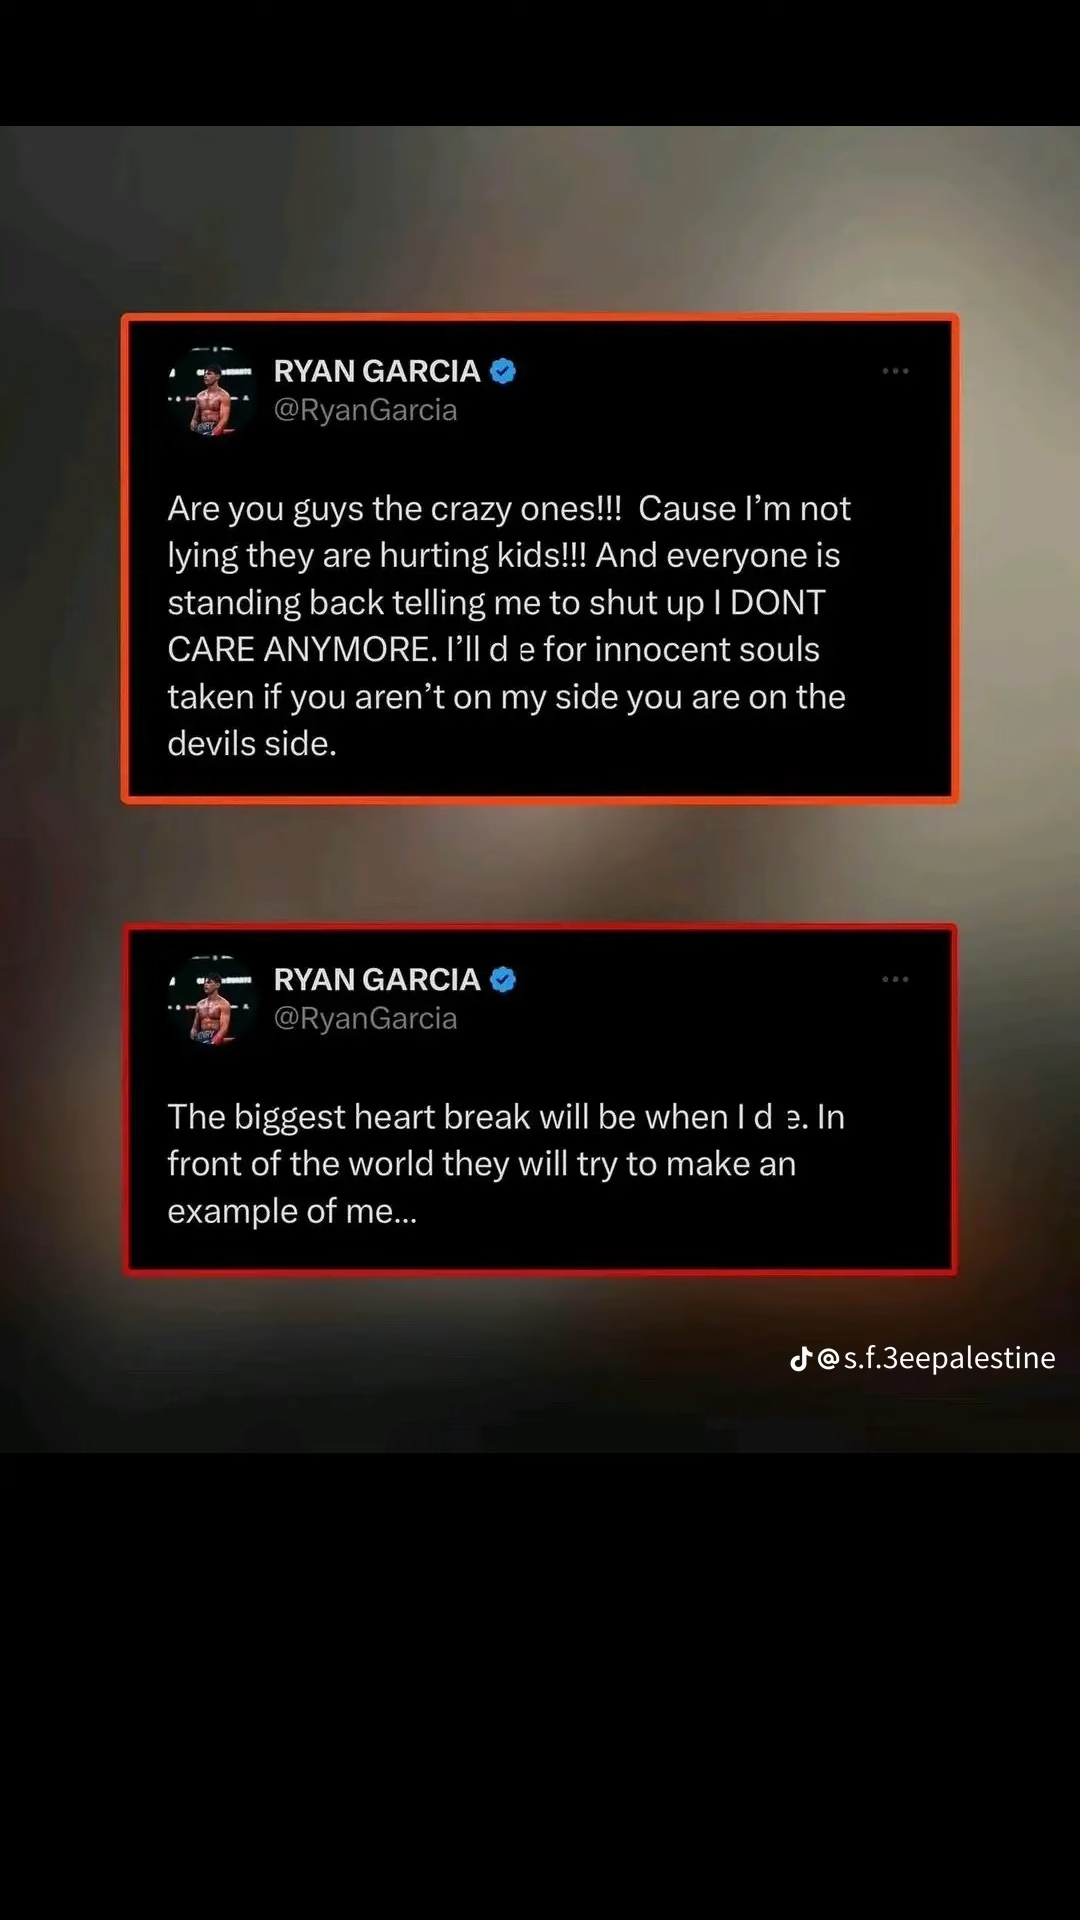 RYAN GARCIA
@RyanGarcia
Are you guys the crazy ones!!! Cause I’m not
lying they are hurting kids!!! And everyone is
standing back telling me to shut up I DONT
CARE ANYMORE. I’ll d e for innocent souls
taken if you aren’t on my side you are on the
devils side.
RYAN GARCIA
@RyanGarcia
The biggest heart break will be when I d e. In
front of the world they will try to make an
example of me...
@s.f.3eepalestine